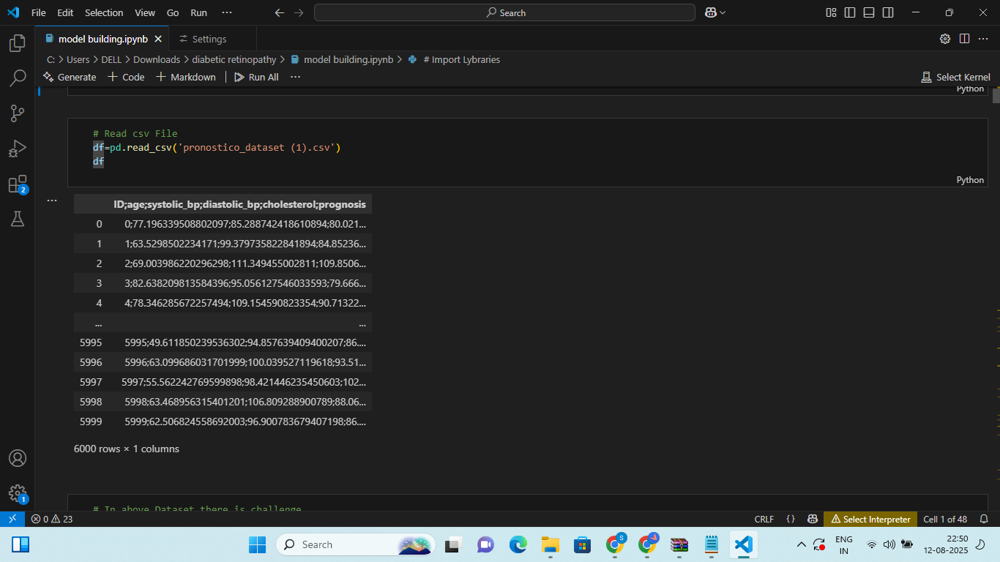 File Edit Selection View Go Run ··· Search
model building.ipynb Settings
C: > Users > DELL > Downloads > diabetic retinopathy > model building.ipynb > # Import Lybraries
Generate + Code + Markdown | Run All ··· Select Kernel
Python
# Read csv File
df=pd.read_csv('pronostico_dataset (1).csv')
df
Python
...
ID;age;systolic_bp;diastolic_bp;cholesterol;prognosis
0 0;77.196339508802097;85.288742418610894;80.021...
1 1;63.5298502234171;99.379735822841894;84.85236...
2 2;69.003986220296298;111.349455002811;109.8506...
3 3;82.638209813584396;95.056127546033593;79.666...
4 4;78.346285672257494;109.154590823354;90.71322...
... ...
5995 5995;49.611850239536302;94.857639409400207;86....
5996 5996;63.099686031701999;100.039527119618;93.51...
5997 5997;55.562242769599898;98.421446235450603;102...
5998 5998;63.468956315401201;106.809288900789;88.06...
5999 5999;62.506824558692003;96.900783679407198;86....
6000 rows × 1 columns
# In above Dataset there is challenge
2
1
0 23 CRLF {} Select Interpreter Cell 1 of 48
Search S ENG 22:50
IN 12-08-2025